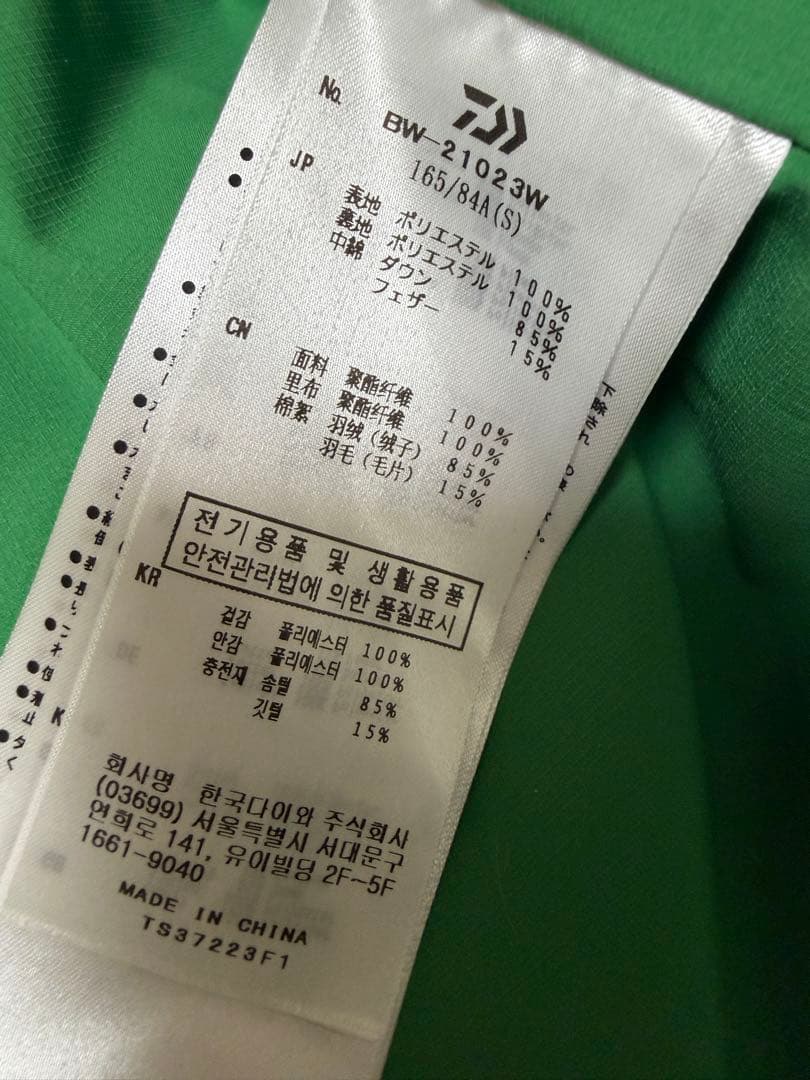 No. BW-21023W
165/84A(S)
JP
表地 ポリエステル 100%
裏地 ポリエステル 100%
中綿 ダウン 85%
フェザー 15%
CN
面料 聚酯纤维 100%
里布 聚酯纤维 100%
棉絮 羽绒(绒子) 85%
羽毛(毛片) 15%
전기용품 및 생활용품
안전관리법에 의한 품질표시
KR
겉감 폴리에스터 100%
안감 폴리에스터 100%
충전재 솜털 85%
깃털 15%
회사명 한국다이와 주식회사
(03699) 서울특별시 서대문구
연희로 141, 유이빌딩 2F~5F
1661-9040
MADE IN CHINA
TS37223F1